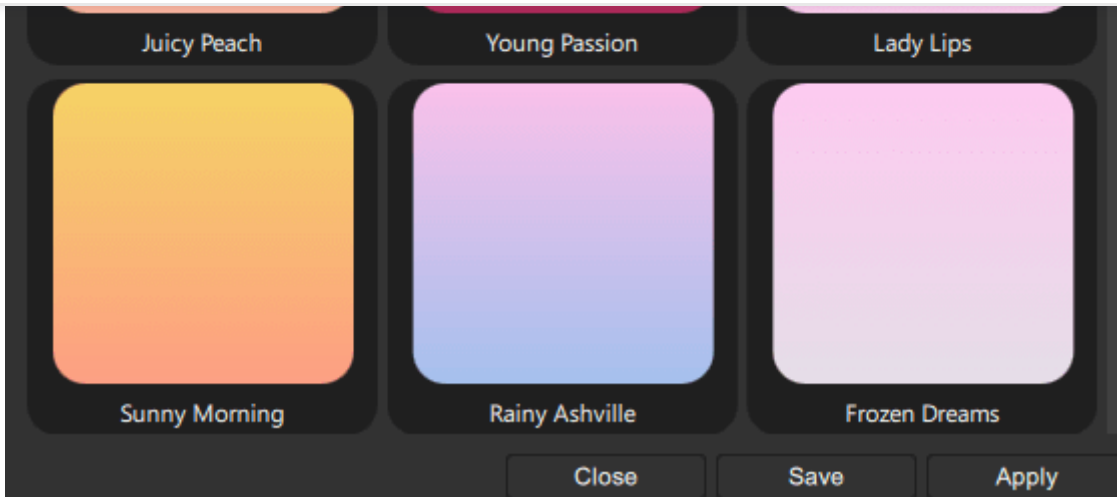 Juicy Peach
Young Passion
Lady Lips
Sunny Morning
Rainy Ashville
Frozen Dreams
Close
Save
Apply